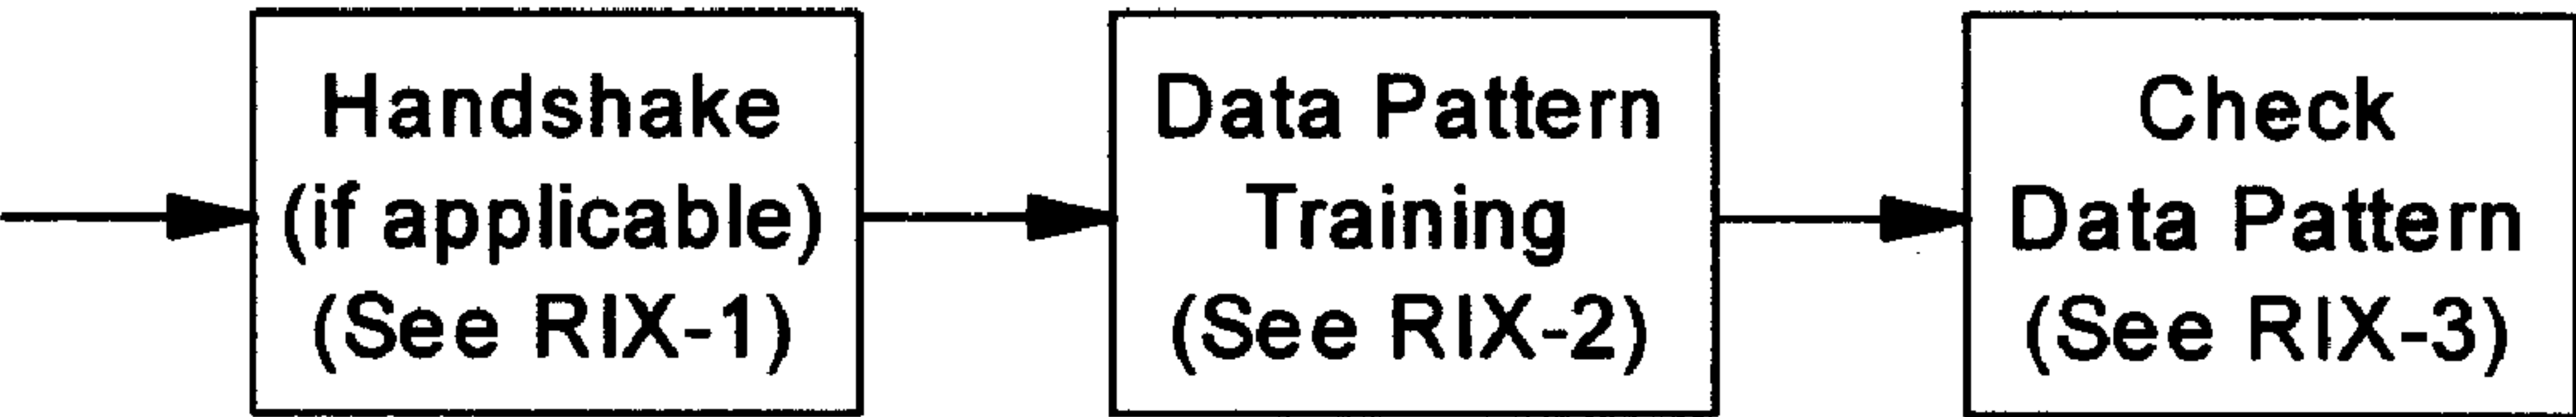 Handshake
(if applicable)
(See RIX-1)
Data Pattern
Training
(See RIX-2)
Check
Data Pattern
(See RIX-3)